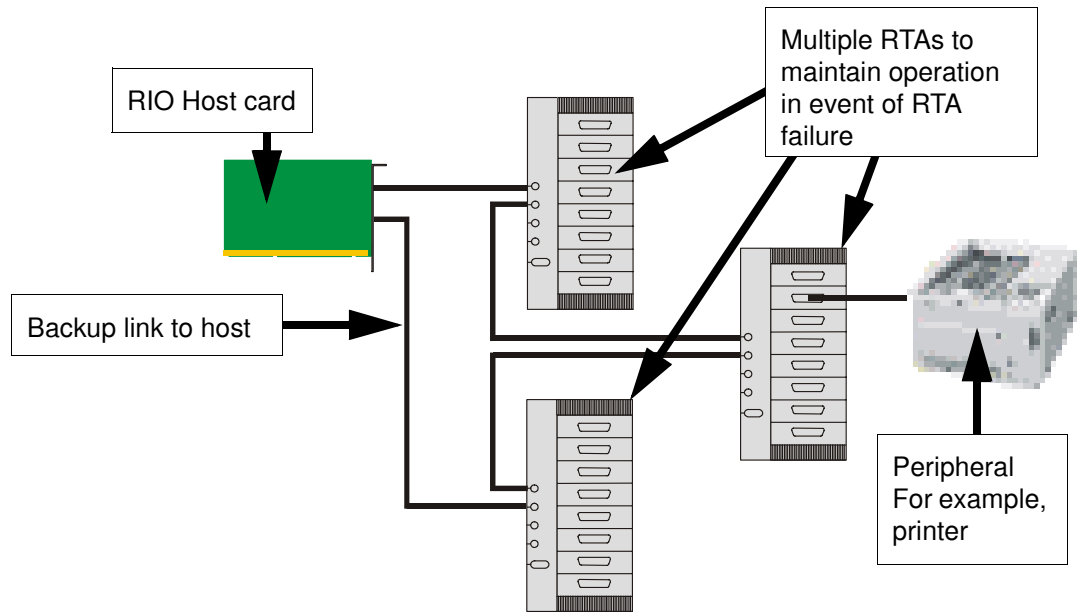 RIO Host card
Multiple RTAs to
maintain operation
in event of RTA
failure
Backup link to host
Peripheral
For example,
printer